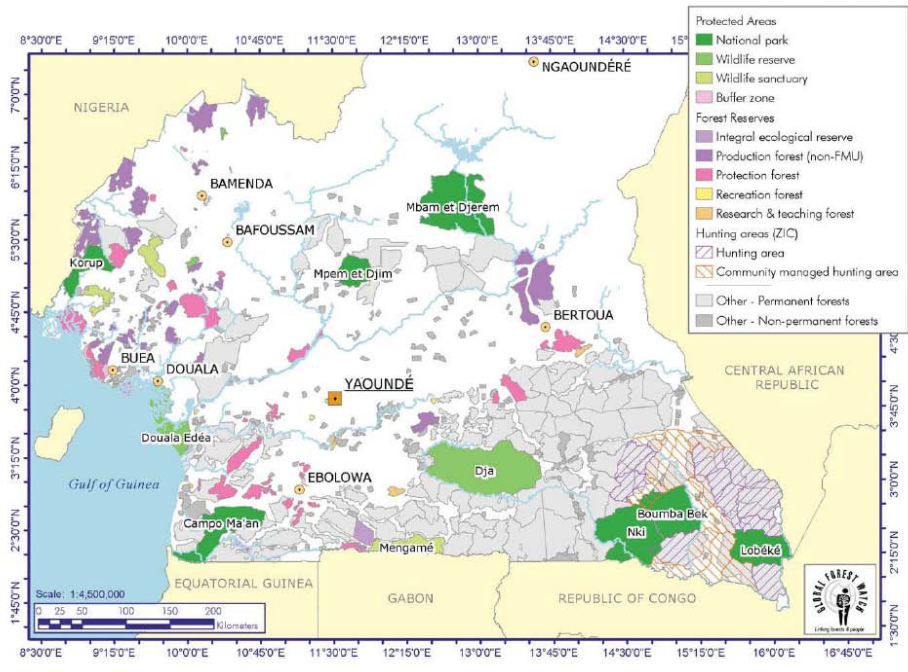 8°30'0"E 9°15'0"E 10°0'0"E 10°45'0"E 11°30'0"E 12°15'0"E 13°0'0"E 13°45'0"E 14°30'0"E 15°
7°0'0"N
6°15'0"N
5°30'0"N
4°45'0"N
4°0'0"N
3°15'0"N
2°30'0"N
1°45'0"N
NIGERIA
NGAOUNDÉRÉ
BAMENDA
Mbam et Djerem
BAFOUSSAM
Korup
Mpem et Djim
BERTOUA
BUEA
DOUALA
YAOUNDÉ
CENTRAL AFRICAN
REPUBLIC
Douala Edéa
Dja
Gulf of Guinea
EBOLOWA
Campo Ma'an
Boumba Bek
Nki
Mengamé
Lobéké
EQUATORIAL GUINEA
GABON
REPUBLIC OF CONGO
Protected Areas
National park
Wildlife reserve
Wildlife sanctuary
Buffer zone
Forest Reserves
Integral ecological reserve
Production forest (non-FMU)
Protection forest
Recreation forest
Research & teaching forest
Hunting areas (ZIC)
Hunting area
Community managed hunting area
Other - Permanent forests
Other - Non-permanent forests
4°30'0"N
3°45'0"N
3°0'0"N
2°15'0"N
Scale: 1:4,500,000
0 25 50 100 150 200
Kilometers
GLOBAL FOREST WATCH
Linking forests & people
8°30'0"E 9°15'0"E 10°0'0"E 10°45'0"E 11°30'0"E 12°15'0"E 13°0'0"E 13°45'0"E 14°30'0"E 15°15'0"E 16°0'0"E 16°45'0"E